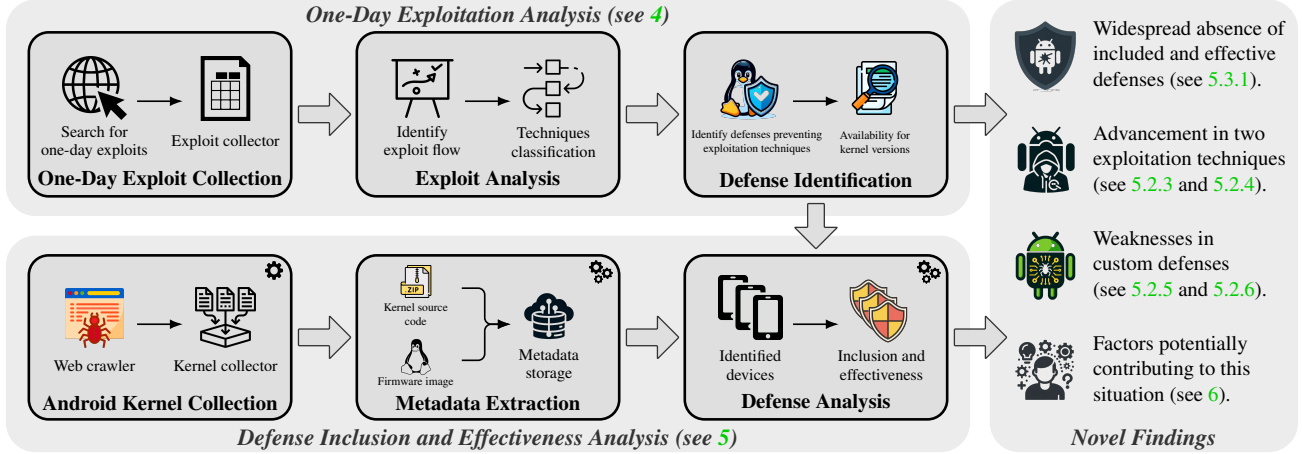 One-Day Exploitation Analysis (see 4)
Search for
one-day exploits
Exploit collector
One-Day Exploit Collection
Identify
exploit flow
Techniques
classification
Exploit Analysis
Identify defenses preventing
exploitation techniques
Availability for
kernel versions
Defense Identification
Web crawler
Kernel collector
Android Kernel Collection
ZIP
Kernel source
code
Firmware image
Metadata
storage
Metadata Extraction
Identified
devices
Inclusion and
effectiveness
Defense Analysis
Defense Inclusion and Effectiveness Analysis (see 5)
Widespread absence of
included and effective
defenses (see 5.3.1).
Advancement in two
exploitation techniques
(see 5.2.3 and 5.2.4).
Weaknesses in
custom defenses
(see 5.2.5 and 5.2.6).
Factors potentially
contributing to this
situation (see 6).
Novel Findings